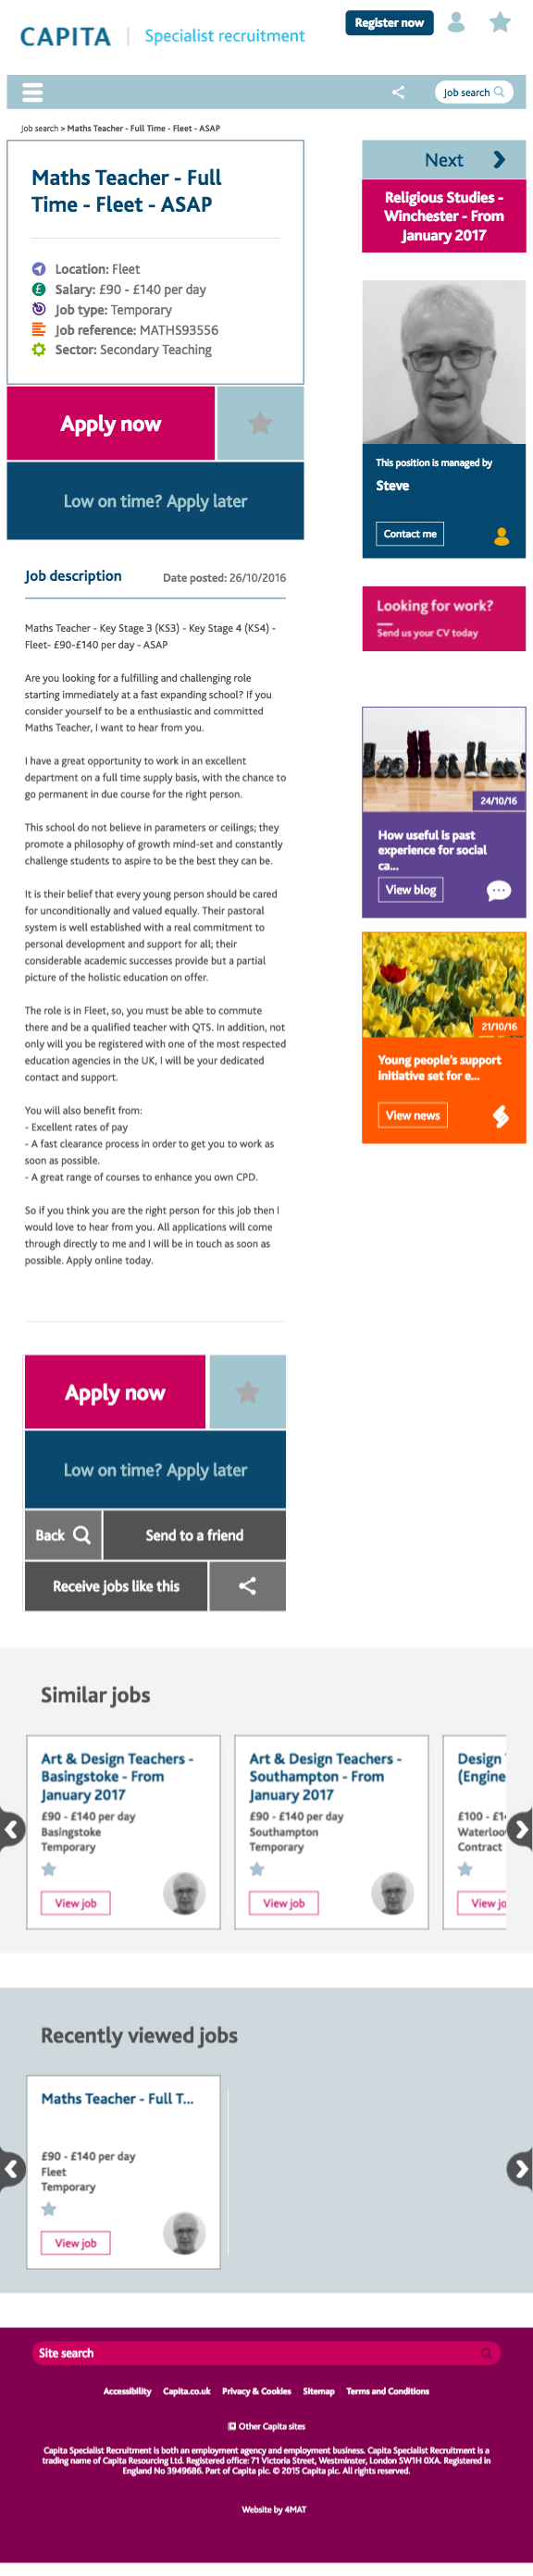 CAPITA | Specialist recruitment
Register now
Job search
Job search > Maths Teacher - Full Time - Fleet - ASAP
Maths Teacher - Full
Time - Fleet - ASAP
Location: Fleet
Salary: £90 - £140 per day
Job type: Temporary
Job reference: MATHS93556
Sector: Secondary Teaching
Apply now
Low on time? Apply later
Next
Religious Studies -
Winchester - From
January 2017
This position is managed by
Steve
Contact me
Looking for work?
Send us your CV today
24/10/16
How useful is past
experience for social
ca...
View blog
21/10/16
Young people's support
initiative set for e...
View news
Job description
Date posted: 26/10/2016
Maths Teacher - Key Stage 3 (KS3) - Key Stage 4 (KS4) -
Fleet- £90-£140 per day - ASAP
Are you looking for a fulfilling and challenging role
starting immediately at a fast expanding school? If you
consider yourself to be a enthusiastic and committed
Maths Teacher, I want to hear from you.
I have a great opportunity to work in an excellent
department on a full time supply basis, with the chance to
go permanent in due course for the right person.
This school do not believe in parameters or ceilings; they
promote a philosophy of growth mind-set and constantly
challenge students to aspire to be the best they can be.
It is their belief that every young person should be cared
for unconditionally and valued equally. Their pastoral
system is well established with a real commitment to
personal development and support for all; their
considerable academic successes provide but a partial
picture of the holistic education on offer.
The role is in Fleet, so, you must be able to commute
there and be a qualified teacher with QTS. In addition, not
only will you be registered with one of the most respected
education agencies in the UK, I will be your dedicated
contact and support.
You will also benefit from:
- Excellent rates of pay
- A fast clearance process in order to get you to work as
soon as possible.
- A great range of courses to enhance you own CPD.
So if you think you are the right person for this job then I
would love to hear from you. All applications will come
through directly to me and I will be in touch as soon as
possible. Apply online today.
Apply now
Low on time? Apply later
Back
Send to a friend
Receive jobs like this
Similar jobs
Art & Design Teachers -
Basingstoke - From
January 2017
£90 - £140 per day
Basingstoke
Temporary
View job
Art & Design Teachers -
Southampton - From
January 2017
£90 - £140 per day
Southampton
Temporary
View job
Design
(Engine
£100 - £1
Waterloo
Contract
View jo
Recently viewed jobs
Maths Teacher - Full T...
£90 - £140 per day
Fleet
Temporary
View job
Site search
Accessibility
Capita.co.uk
Privacy & Cookies
Sitemap
Terms and Conditions
Other Capita sites
Capita Specialist Recruitment is both an employment agency and employment business. Capita Specialist Recruitment is a
trading name of Capita Resourcing Ltd. Registered office: 71 Victoria Street, Westminster, London SW1H 0XA. Registered in
England No 3949686. Part of Capita plc. © 2015 Capita plc. All rights reserved.
Website by 4MAT